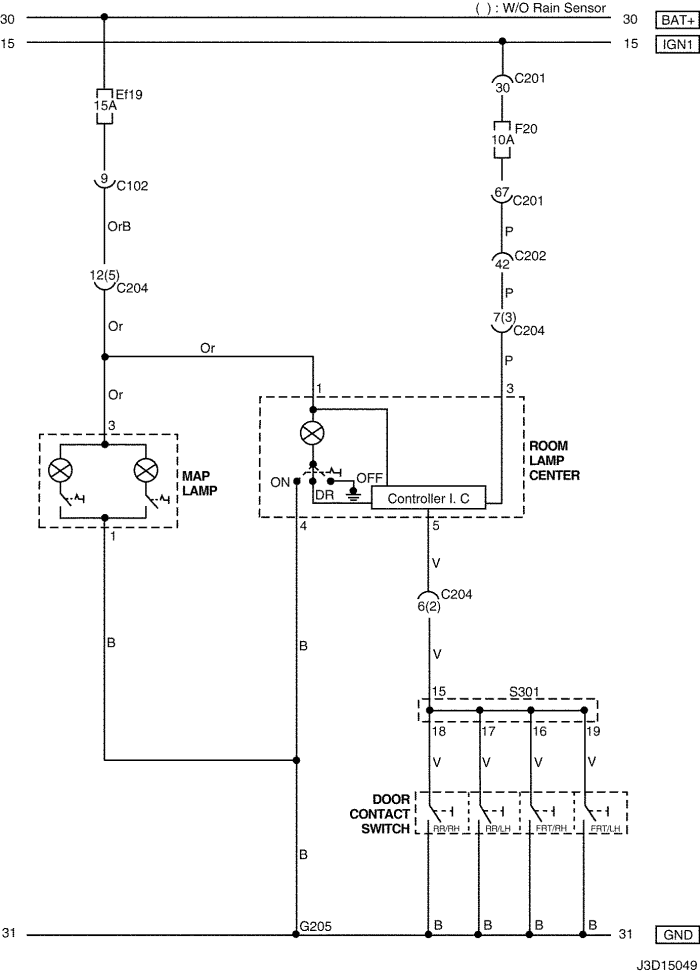 ( ) : W/O Rain Sensor
30
30
BAT+
15
15
IGN1
C201
30
Ef19
15A
F20
10A
9
C102
67
C201
OrB
P
C202
42
12(5)
C204
P
7(3)
C204
Or
Or
P
Or
1
3
3
ROOM
LAMP
CENTER
MAP
LAMP
ON
OFF
DR
Controller I. C
1
4
5
V
C204
6(2)
B
B
V
15
S301
18
17
16
19
V
V
V
V
DOOR
CONTACT
SWITCH
RR/RH
RR/LH
FRT/RH
FRT/LH
B
31
G205
B
B
B
B
31
GND
J3D15049